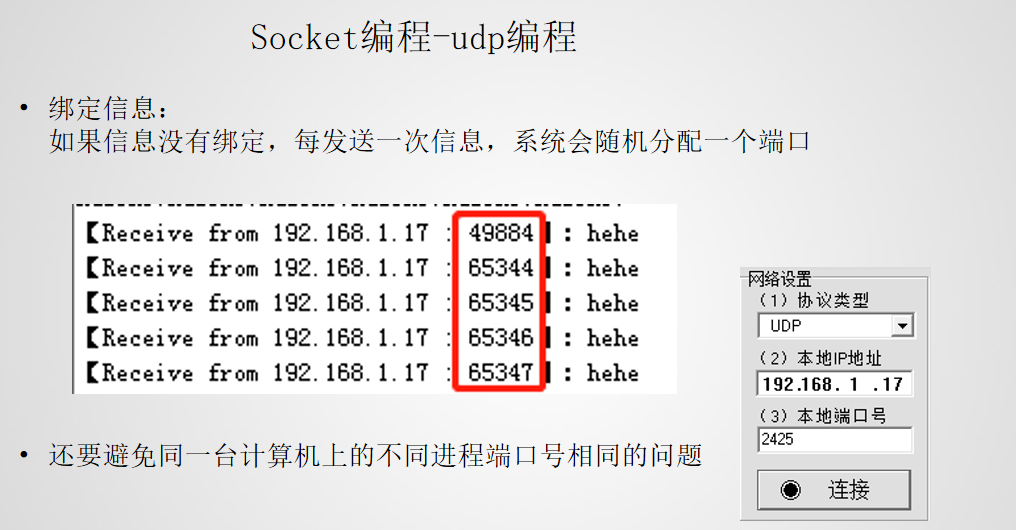 Socket编程-udp编程
• 绑定信息：
如果信息没有绑定，每发送一次信息，系统会随机分配一个端口
【Receive from 192.168.1.17 : 49884】: hehe
【Receive from 192.168.1.17 : 65344】: hehe
【Receive from 192.168.1.17 : 65345】: hehe
【Receive from 192.168.1.17 : 65346】: hehe
【Receive from 192.168.1.17 : 65347】: hehe
网络设置
（1）协议类型
UDP
（2）本地IP地址
192.168. 1 .17
（3）本地端口号
2425
连接
• 还要避免同一台计算机上的不同进程端口号相同的问题